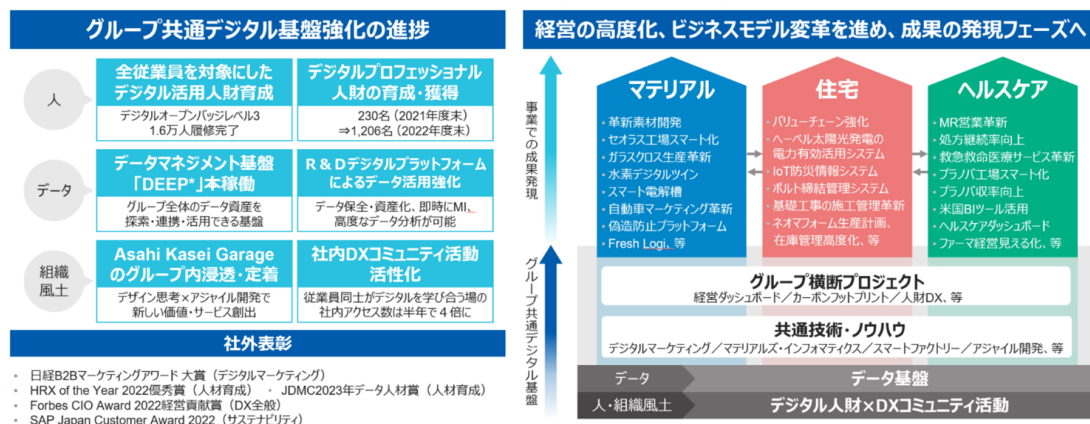 グループ共通デジタル基盤強化の進捗
人
全従業員を対象にした
デジタル活用人財育成
デジタルオープンバッジレベル3
1.6万人履修完了
デジタルプロフェッショナル
人財の育成・獲得
230名（2021年度末）
⇒1,206名（2022年度末）
データ
データマネジメント基盤
「DEEP*」本稼働
グループ全体のデータ資産を
探索・連携・活用できる基盤
R＆Dデジタルプラットフォーム
によるデータ活用強化
データ保全・資産化、即時にMI、
高度なデータ分析が可能
組織
風土
Asahi Kasei Garage
のグループ内浸透・定着
デザイン思考×アジャイル開発で
新しい価値・サービス創出
社内DXコミュニティ活動
活性化
従業員同士がデジタルを学び合う場の
社内アクセス数は半年で４倍に
社外表彰
・ 日経B2Bマーケティングアワード 大賞（デジタルマーケティング）
・ HRX of the Year 2022優秀賞（人材育成） ・ JDMC2023年データ人材賞（人材育成）
・ Forbes CIO Award 2022経営貢献賞（DX全般）
・ SAP Japan Customer Award 2022（サステナビリティ）
経営の高度化、ビジネスモデル変革を進め、成果の発現フェーズへ
事業での成果発現
グループ共通デジタル基盤
マテリアル
・ 革新素材開発
・ セオラス工場スマート化
・ ガラスクロス生産革新
・ 水素デジタルツイン
・ スマート電解槽
・ 自動車マーケティング革新
・ 偽造防止プラットフォーム
・ Fresh Logi、等
住宅
・ バリューチェーン強化
・ ヘーベル太陽光発電の
電力有効活用システム
・ IoT防災情報システム
・ ボルト締結管理システム
・ 基礎工事の施工管理革新
・ ネオマフォーム生産計画、
在庫管理高度化、等
ヘルスケア
・ MR営業革新
・ 処方継続率向上
・ 救急救命医療サービス革新
・ プラノバ工場スマート化
・ プラノバ収率向上
・ 米国BIツール活用
・ ヘルスケアダッシュボード
・ ファーマ経営見える化、等
グループ横断プロジェクト
経営ダッシュボード／カーボンフットプリント／人財DX、等
共通技術・ノウハウ
デジタルマーケティング／マテリアルズ・インフォマティクス／スマートファクトリー／アジャイル開発、等
データ
データ基盤
人・組織風土
デジタル人財×DXコミュニティ活動